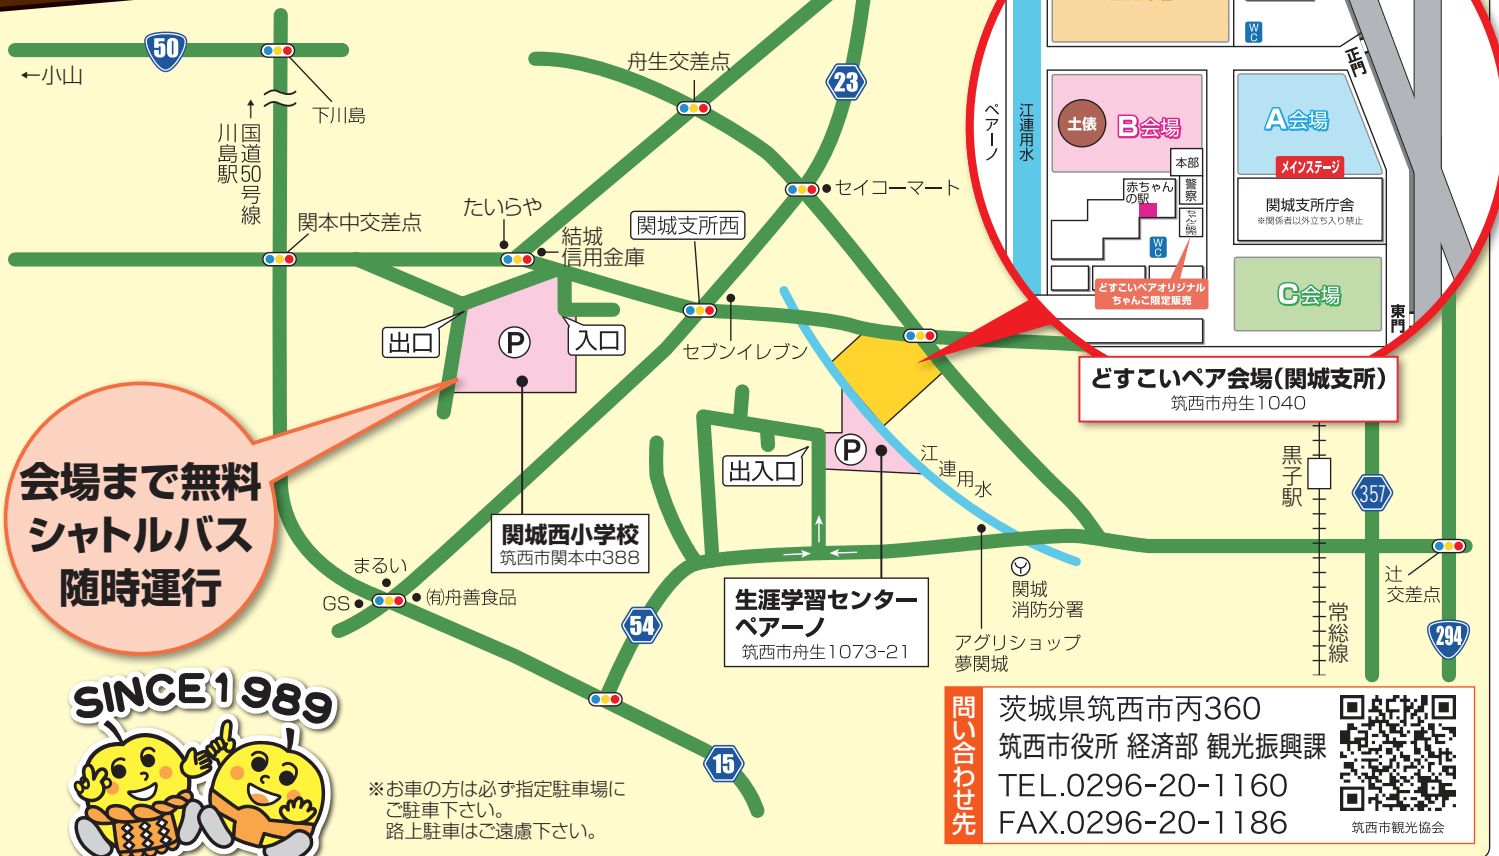 50
←小山
下川島
国道50号線
川島駅
舟生交差点
23
セイコーマート
関本中交差点
たいらや
結城
信用金庫
関城支所西
セブンイレブン
出口
P
入口
会場まで無料
シャトルバス
随時運行
関城西小学校
筑西市関本中388
出入口
P
江連用水
生涯学習センター
ペアーノ
筑西市舟生1073-21
まるい
GS
㈲舟善食品
54
15
アグリショップ
夢関城
関城
消防分署
黒子駅
常総線
357
辻
交差点
294
ペアーノ
江連用水
WC
正門
土俵
B会場
A会場
メインステージ
本部
警察
赤ちゃん
の駅
WC
関城支所庁舎
※関係者以外立ち入り禁止
どすこいペアオリジナル
ちゃんこ限定販売
C会場
東門
どすこいペア会場(関城支所)
筑西市舟生1040
SINCE1989
※お車の方は必ず指定駐車場に
ご駐車下さい。
路上駐車はご遠慮下さい。
問い合わせ先
茨城県筑西市丙360
筑西市役所 経済部 観光振興課
TEL.0296-20-1160
FAX.0296-20-1186
筑西市観光協会